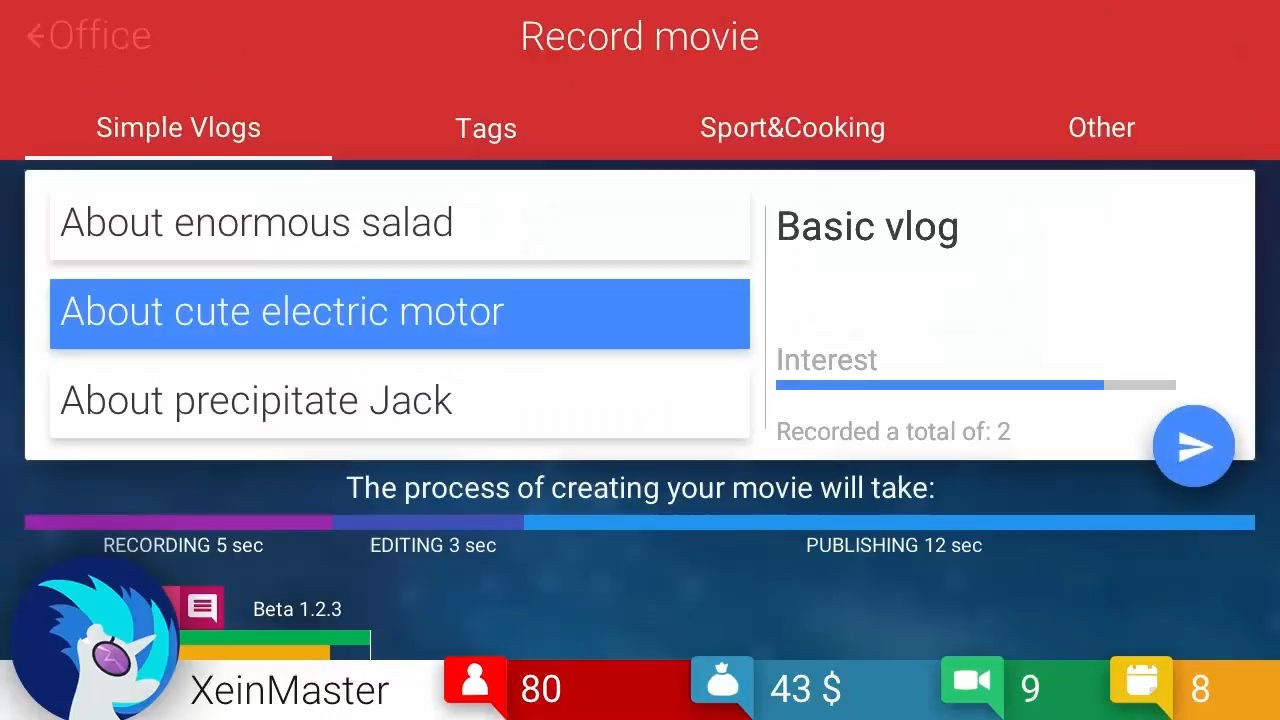 Office
Record movie
Simple Vlogs
Tags
Sport&Cooking
Other
About enormous salad
About cute electric motor
About precipitate Jack
Basic vlog
Interest
Recorded a total of: 2
The process of creating your movie will take:
RECORDING 5 sec
EDITING 3 sec
PUBLISHING 12 sec
Beta 1.2.3
XeinMaster
80
43 $
9
8